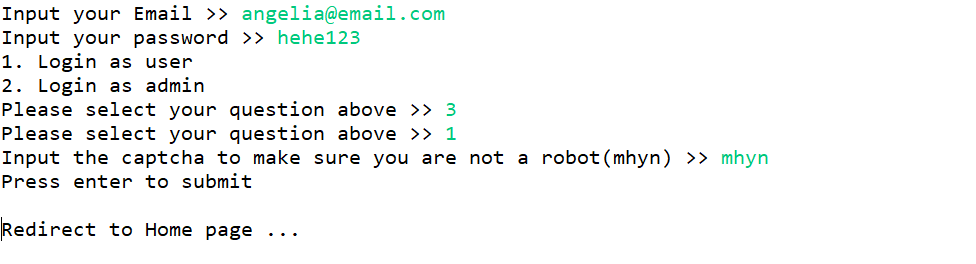 Input your Email >> angelia@email.com
Input your password >> hehe123
1. Login as user
2. Login as admin
Please select your question above >> 3
Please select your question above >> 1
Input the captcha to make sure you are not a robot(mhyn) >> mhyn
Press enter to submit
Redirect to Home page ...